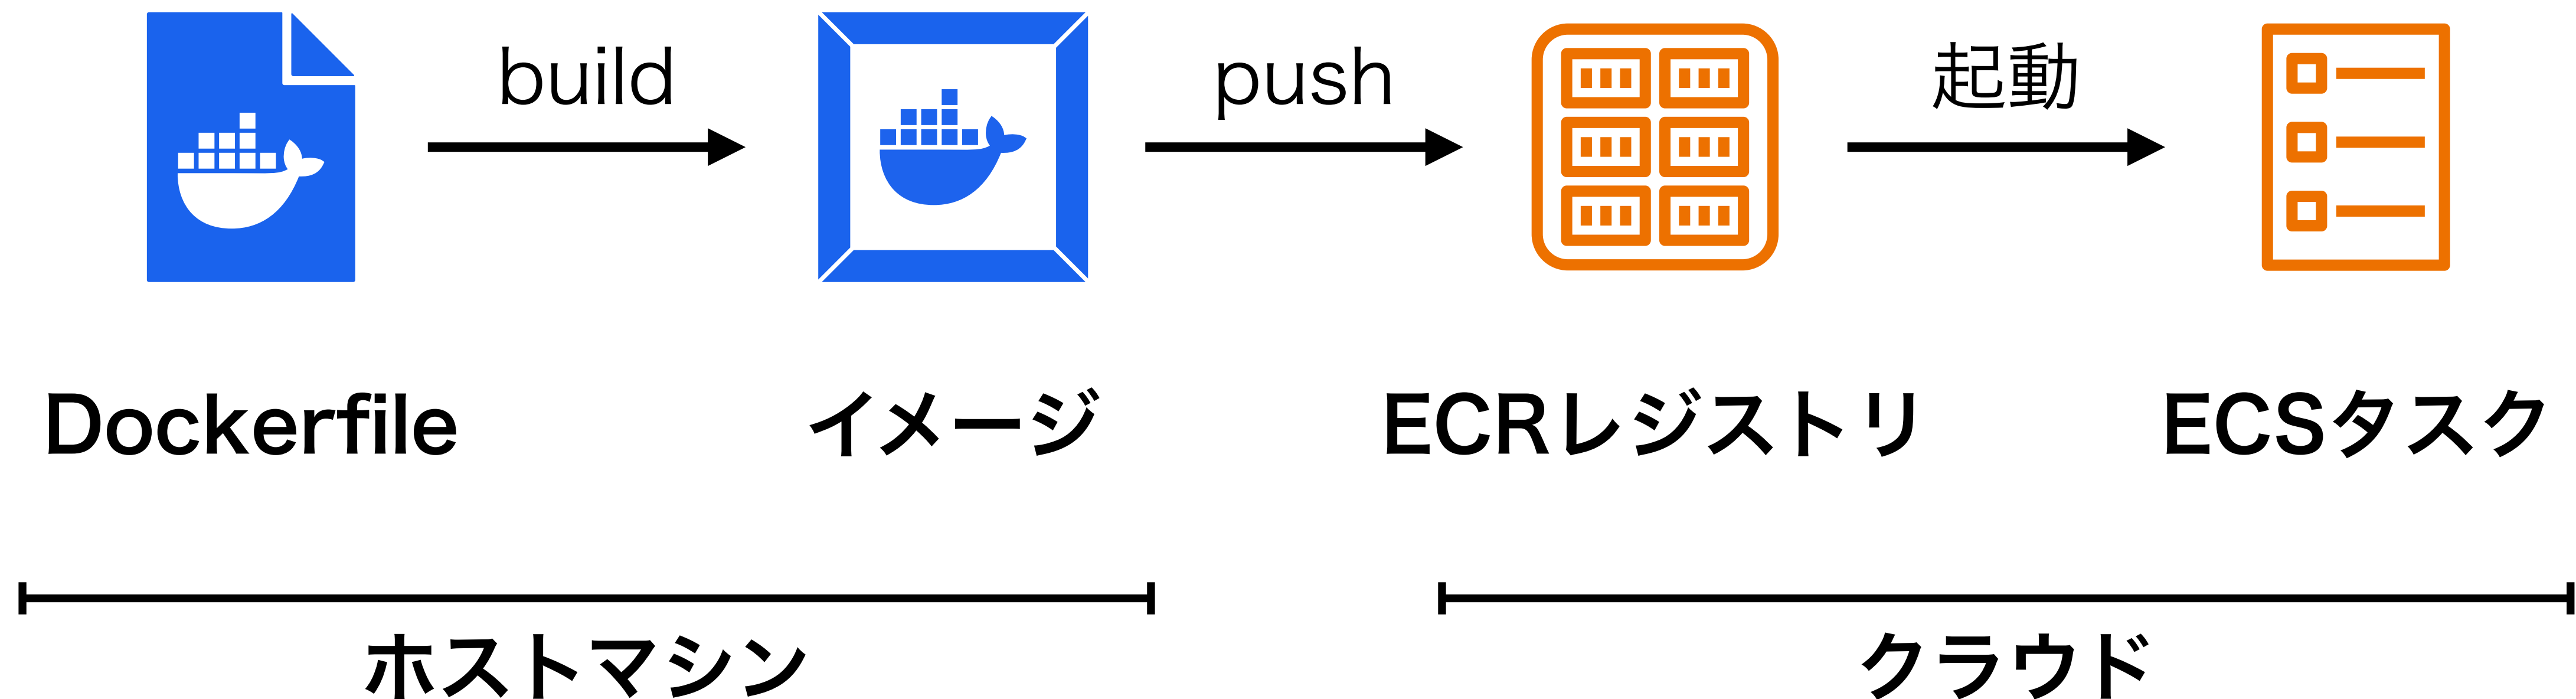 build
push
起動
Dockerfile
イメージ
ECRレジストリ
ECSタスク
ホストマシン
クラウド